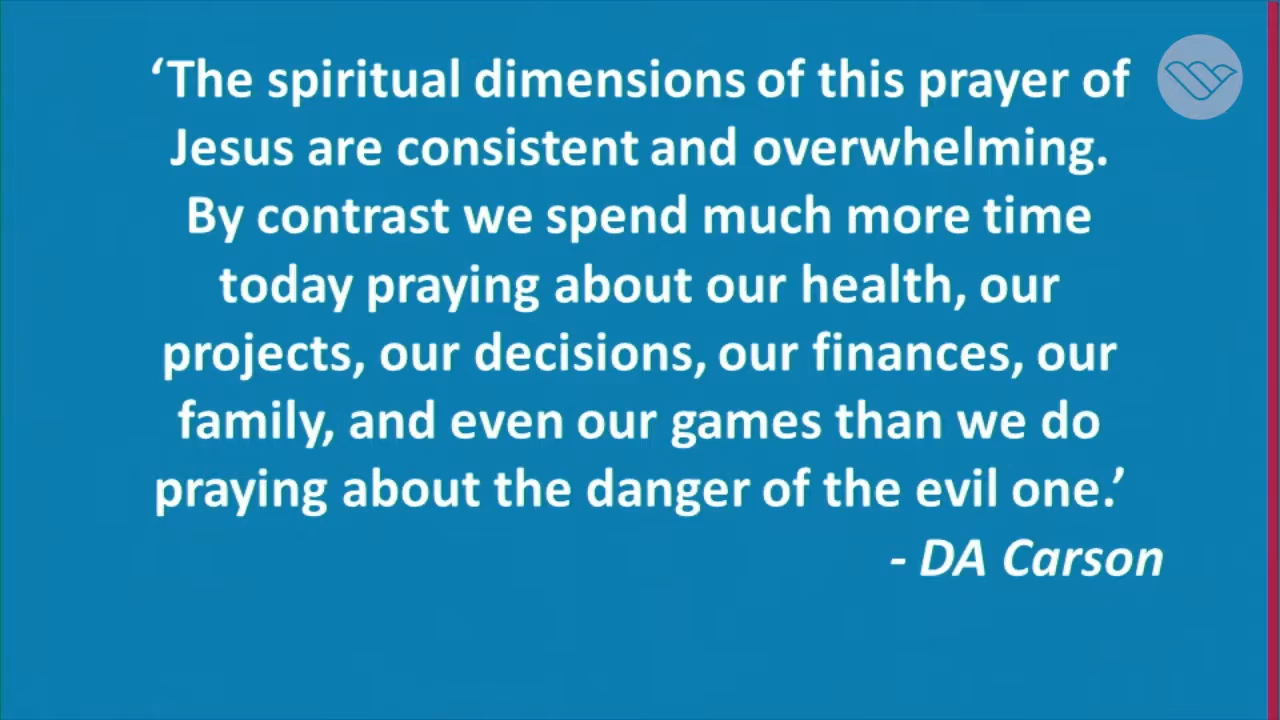 ‘The spiritual dimensions of this prayer of
Jesus are consistent and overwhelming.
By contrast we spend much more time
today praying about our health, our
projects, our decisions, our finances, our
family, and even our games than we do
praying about the danger of the evil one.’
- DA Carson